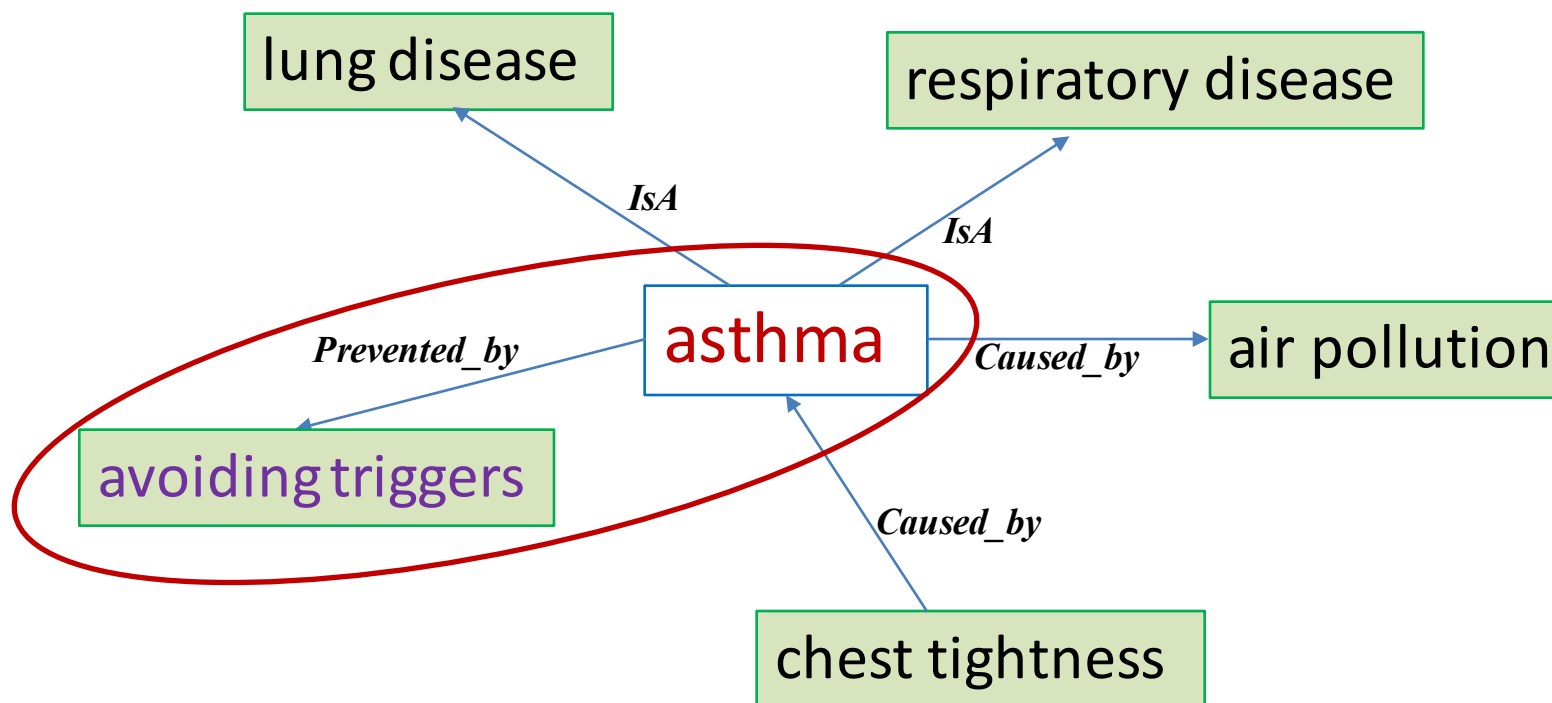 lung disease
respiratory disease
IsA
IsA
asthma
Prevented_by
Caused_by
air pollution
avoiding triggers
Caused_by
chest tightness